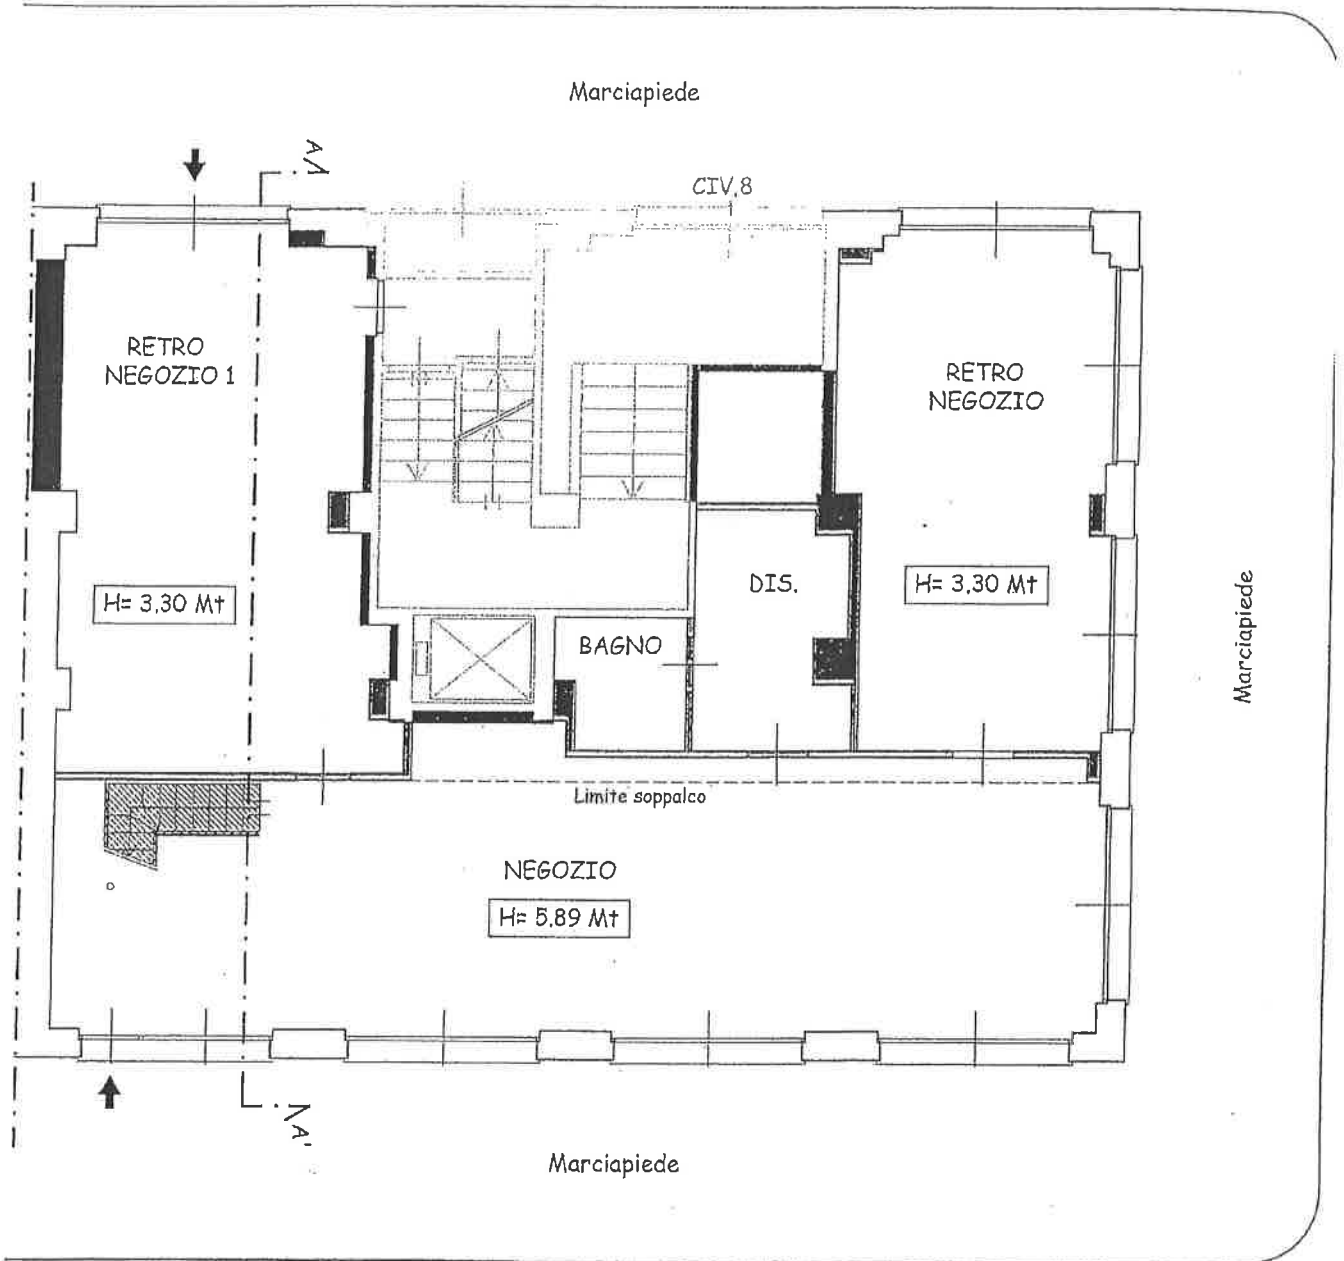 Marciapiede
A
CIV.8
RETRO
NEGOZIO 1
RETRO
NEGOZIO
H= 3,30 Mt
DIS.
H= 3,30 Mt
BAGNO
Marciapiede
Limite soppalco
NEGOZIO
H= 5,89 Mt
A'
Marciapiede